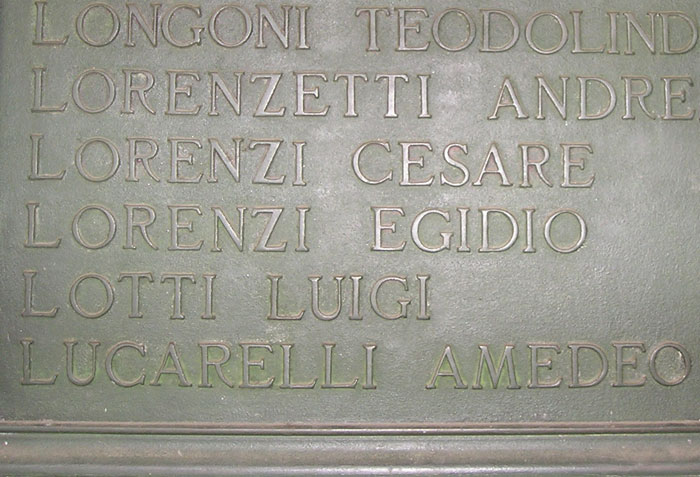 LONGONI TEODOLIND
LORENZETTI ANDRE
LORENZI CESARE
LORENZI EGIDIO
LOTTI LUIGI
LUCARELLI AMEDEO